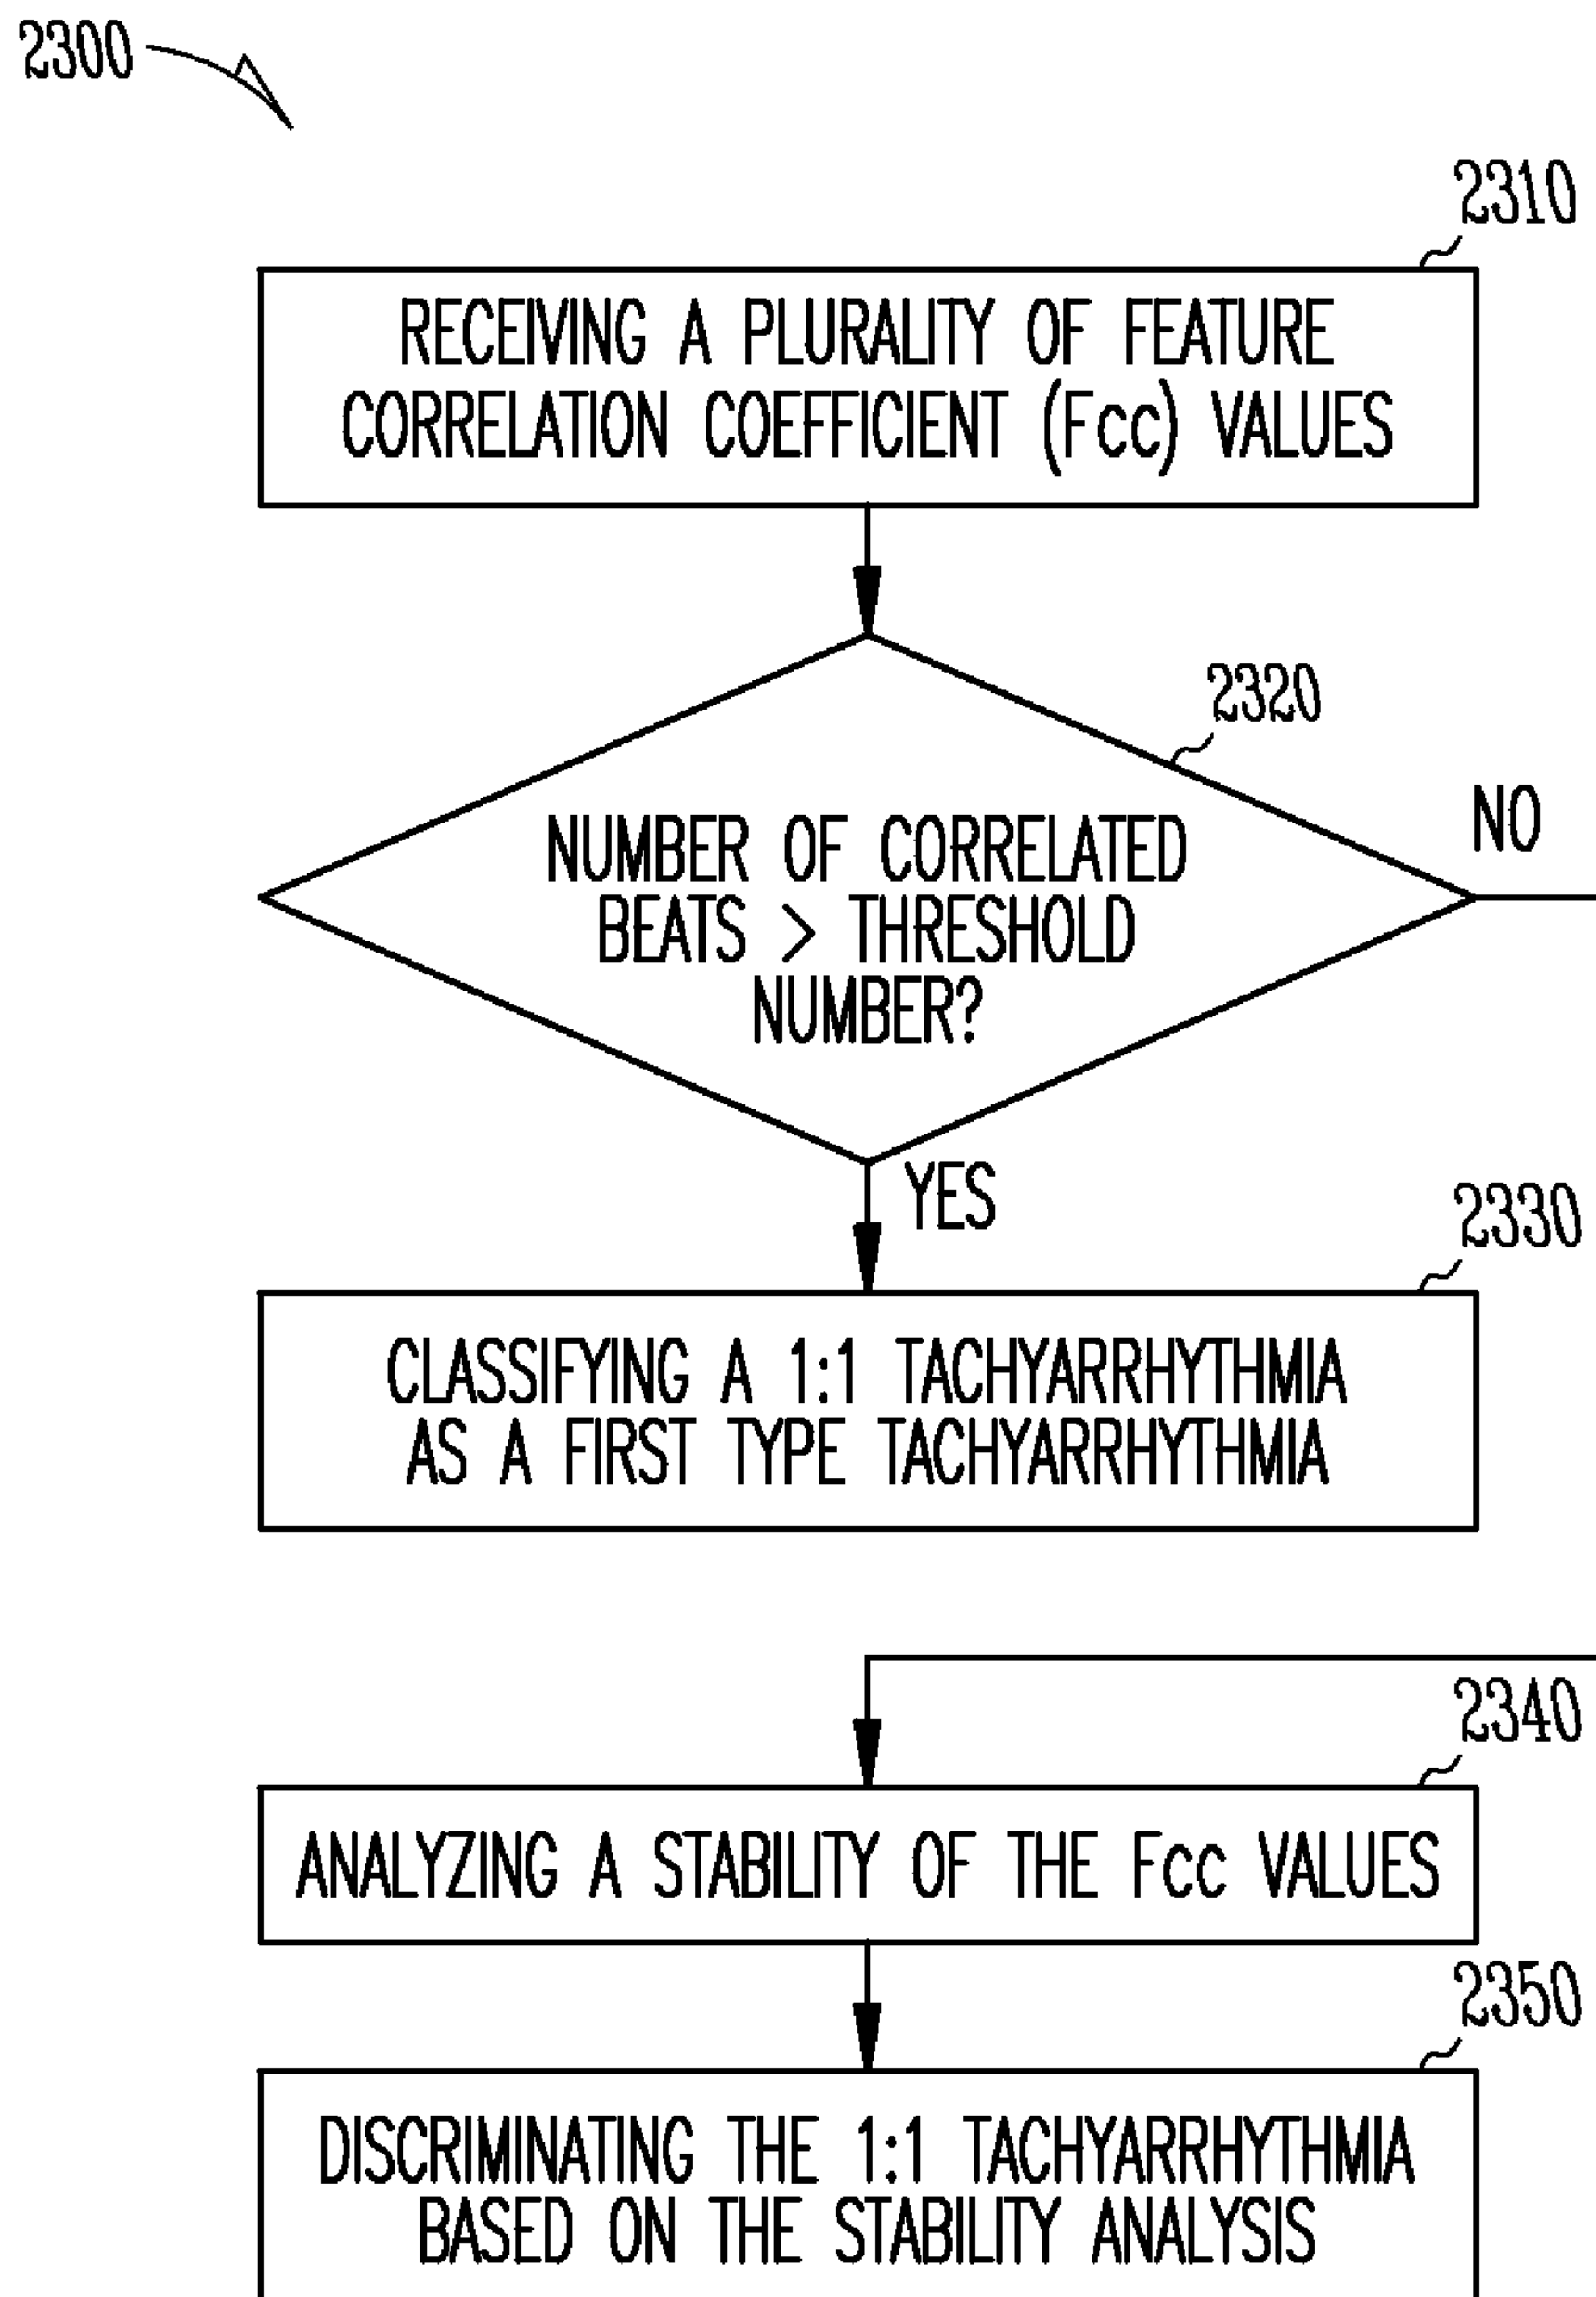 2300
2310
RECEIVING A PLURALITY OF FEATURE
CORRELATION COEFFICIENT (Fcc) VALUES
2320
NO
NUMBER OF CORRELATED
BEATS > THRESHOLD
NUMBER?
YES
2330
CLASSIFYING A 1:1 TACHYARRHYTHMIA
AS A FIRST TYPE TACHYARRHYTHMIA
2340
ANALYZING A STABILITY OF THE Fcc VALUES
2350
DISCRIMINATING THE 1:1 TACHYARRHYTHMIA
BASED ON THE STABILITY ANALYSIS